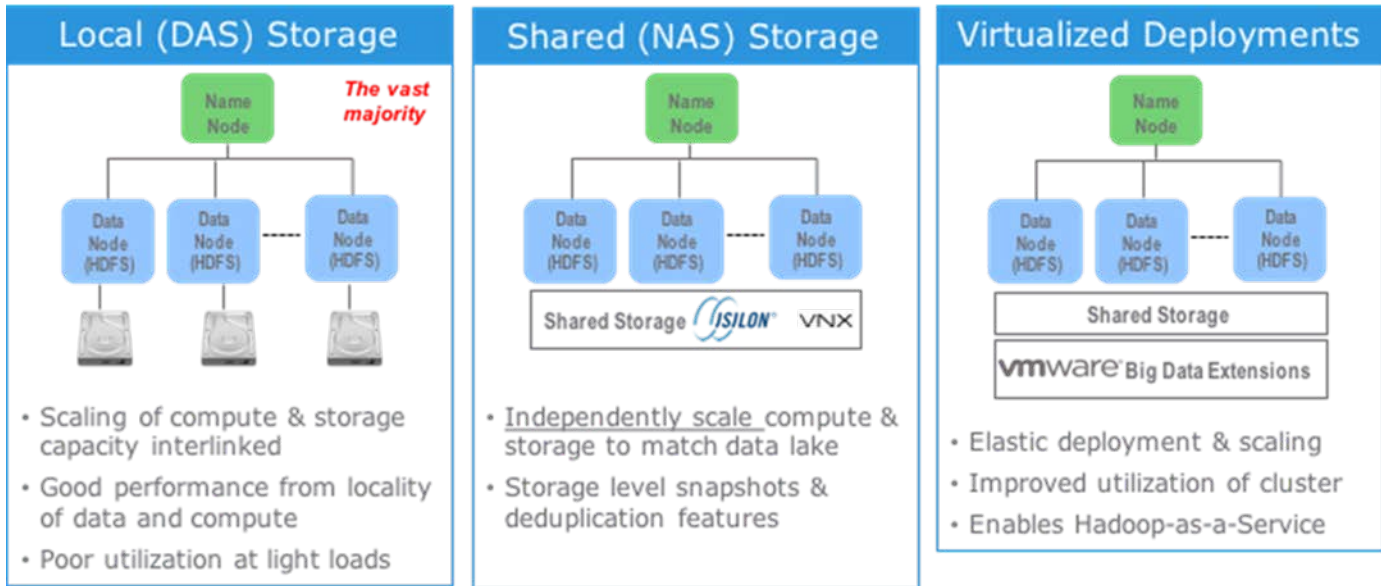 Local (DAS) Storage
The vast
majority
Name
Node
Data
Node
(HDFS)
Data
Node
(HDFS)
Data
Node
(HDFS)
• Scaling of compute & storage
capacity interlinked
• Good performance from locality
of data and compute
• Poor utilization at light loads
Shared (NAS) Storage
Name
Node
Data
Node
(HDFS)
Data
Node
(HDFS)
Data
Node
(HDFS)
Shared Storage ISILON® VNX
• Independently scale compute &
storage to match data lake
• Storage level snapshots &
deduplication features
Virtualized Deployments
Name
Node
Data
Node
(HDFS)
Data
Node
(HDFS)
Data
Node
(HDFS)
Shared Storage
vmware® Big Data Extensions
• Elastic deployment & scaling
• Improved utilization of cluster
• Enables Hadoop-as-a-Service